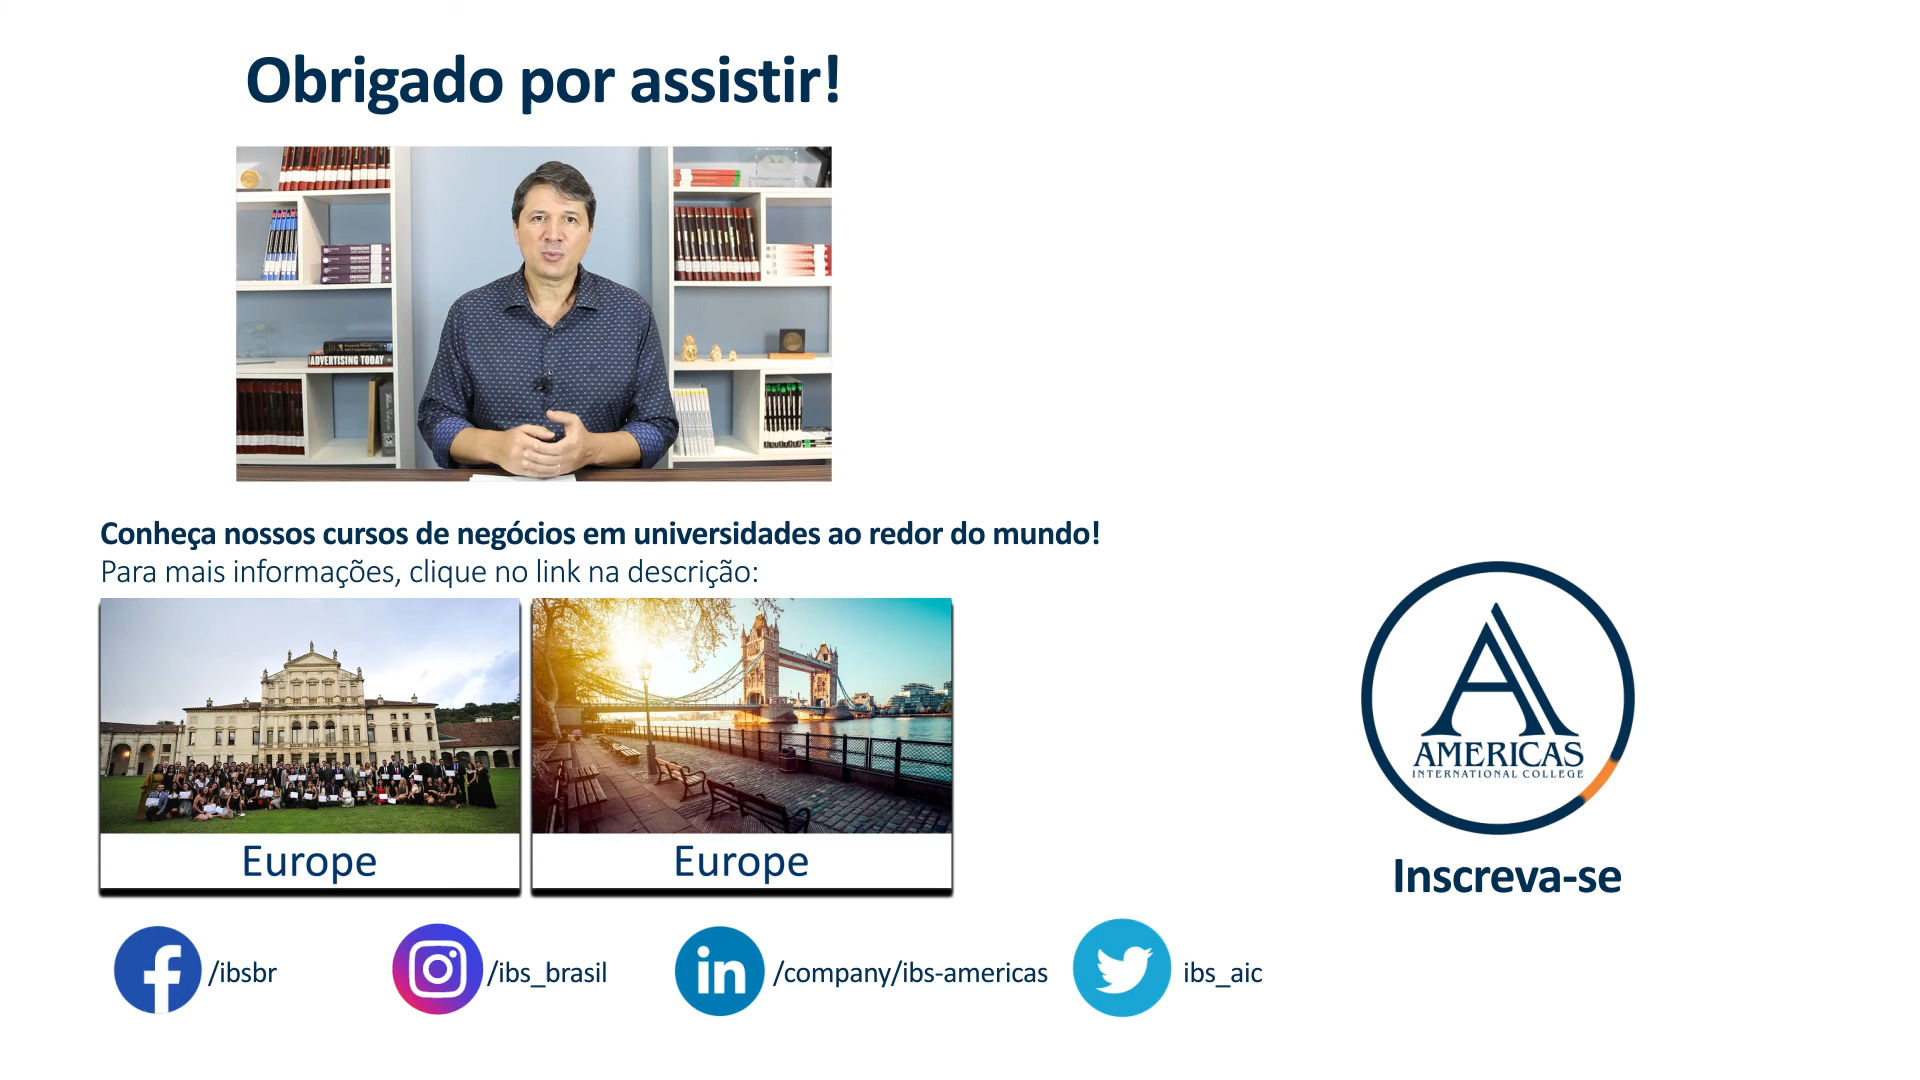 Obrigado por assistir!
ADVERTISING TODAY
Conheça nossos cursos de negócios em universidades ao redor do mundo!
Para mais informações, clique no link na descrição:
Europe
Europe
AMERICAS
INTERNATIONAL COLLEGE
Inscreva-se
/ibsbr
/ibs_brasil
in
/company/ibs-americas
ibs_aic